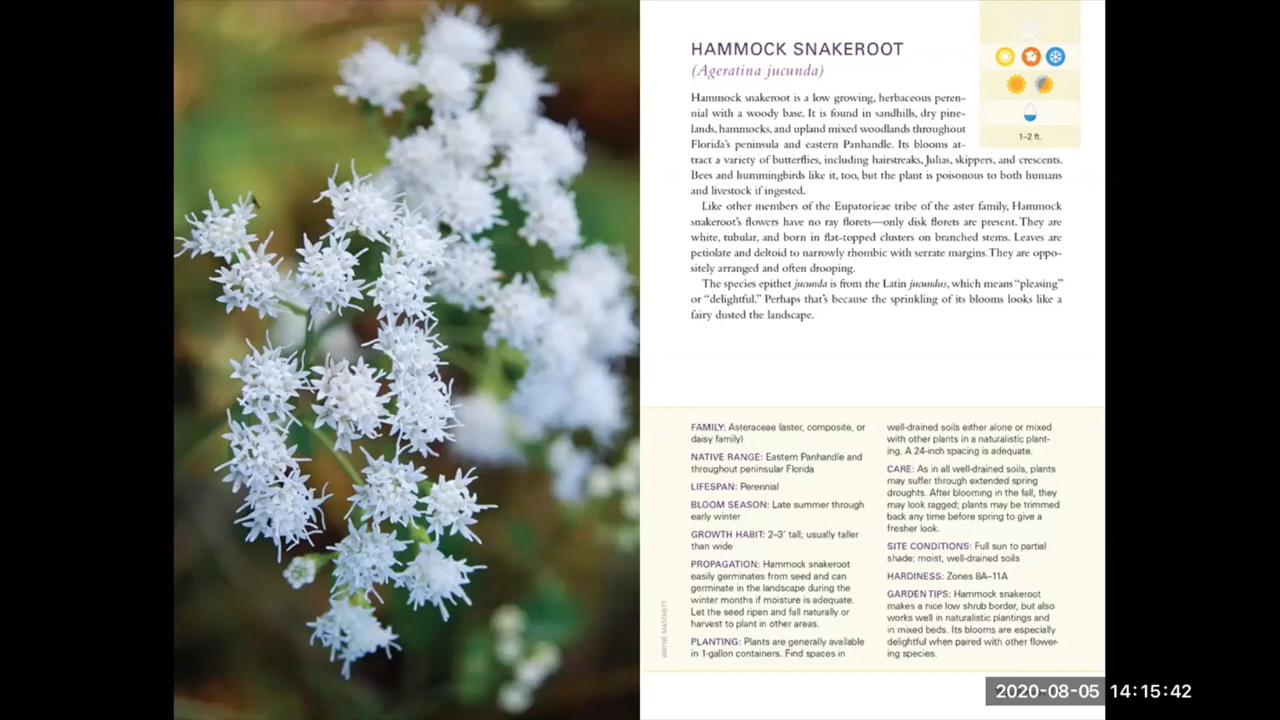 HAMMOCK SNAKEROOT
(Ageratina jucunda)
Hammock snakeroot is a low growing, herbaceous peren-
nial with a woody base. It is found in sandhills, dry pine-
lands, hammocks, and upland mixed woodlands throughout
Florida's peninsula and eastern Panhandle. Its blooms at-
tract a variety of butterflies, including hairstreaks, Julias, skippers, and crescents.
Bees and hummingbirds like it, too, but the plant is poisonous to both humans
and livestock if ingested.
Like other members of the Eupatorieae tribe of the aster family, Hammock
snakeroot's flowers have no ray florets—only disk florets are present. They are
white, tubular, and born in flat-topped clusters on branched stems. Leaves are
petiolate and deltoid to narrowly rhombic with serrate margins. They are oppo-
sitely arranged and often drooping.
The species epithet jucunda is from the Latin jucundus, which means "pleasing"
or "delightful." Perhaps that's because the sprinkling of its blooms looks like a
fairy dusted the landscape.
1–2 ft.
FAMILY: Asteraceae (aster, composite, or
daisy family)
NATIVE RANGE: Eastern Panhandle and
throughout peninsular Florida
LIFESPAN: Perennial
BLOOM SEASON: Late summer through
early winter
GROWTH HABIT: 2–3' tall; usually taller
than wide
PROPAGATION: Hammock snakeroot
easily germinates from seed and can
germinate in the landscape during the
winter months if moisture is adequate.
Let the seed ripen and fall naturally or
harvest to plant in other areas.
PLANTING: Plants are generally available
in 1-gallon containers. Find spaces in
well-drained soils either alone or mixed
with other plants in a naturalistic plant-
ing. A 24-inch spacing is adequate.
CARE: As in all well-drained soils, plants
may suffer through extended spring
droughts. After blooming in the fall, they
may look ragged; plants may be trimmed
back any time before spring to give a
fresher look.
SITE CONDITIONS: Full sun to partial
shade; moist, well-drained soils
HARDINESS: Zones 8A–11A
GARDEN TIPS: Hammock snakeroot
makes a nice low shrub border, but also
works well in naturalistic plantings and
in mixed beds. Its blooms are especially
delightful when paired with other flower-
ing species.
WAYNE MATCHETT
2020-08-05 14:15:42